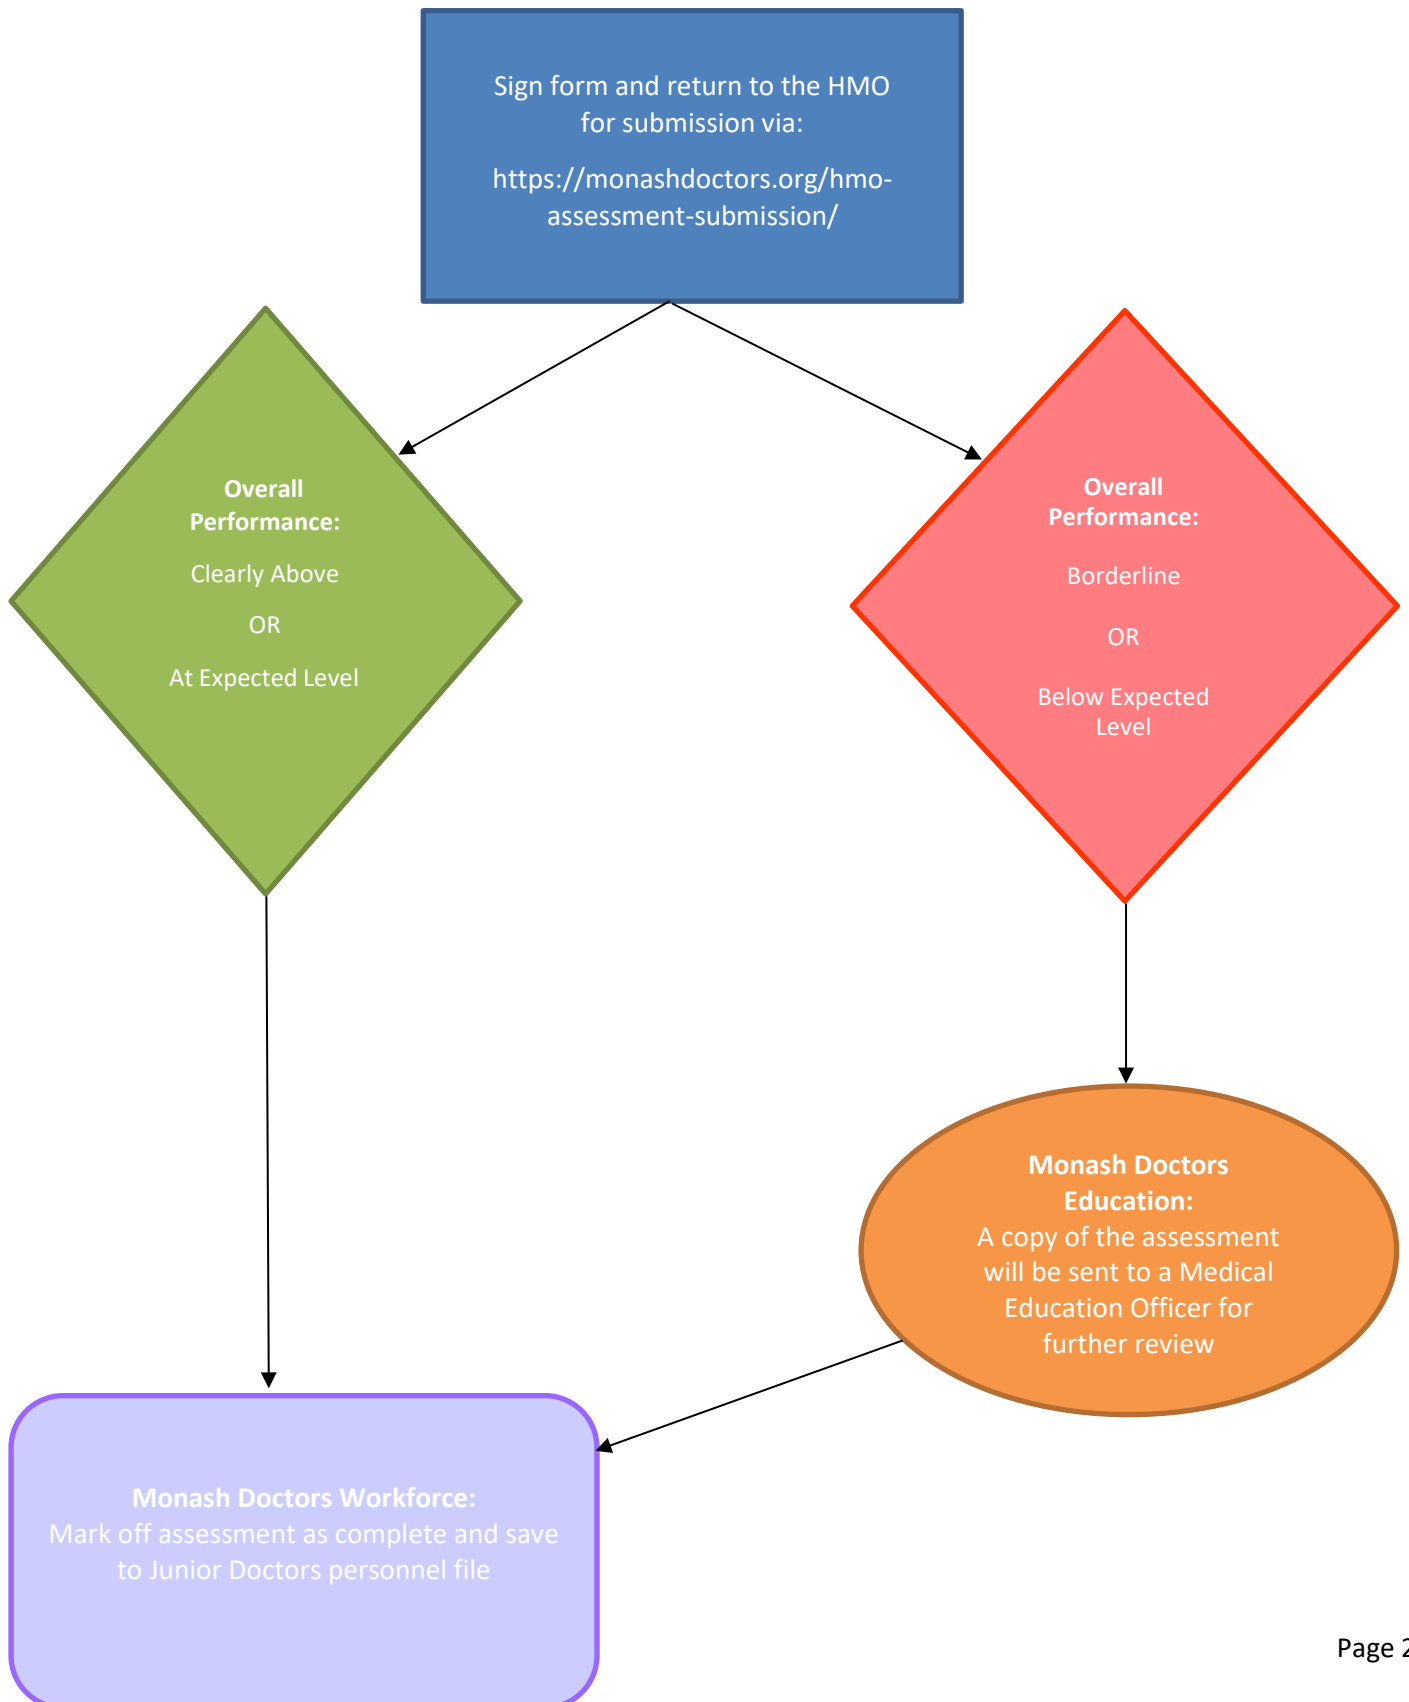 Sign form and return to the HMO
for submission via:
https://monashdoctors.org/hmo-
assessment-submission/
Overall
Performance:
Clearly Above
OR
At Expected Level
Overall
Performance:
Borderline
OR
Below Expected
Level
Monash Doctors
Education:
A copy of the assessment
will be sent to a Medical
Education Officer for
further review
Monash Doctors Workforce:
Mark off assessment as complete and save
to Junior Doctors personnel file
Page 2